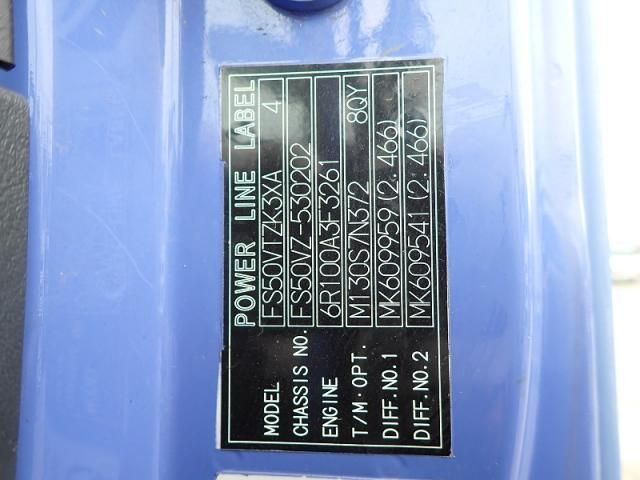 POWER LINE LABEL
MODEL FS50VTZK3XA 4
CHASSIS NO. FS50VZ-530202
ENGINE 6R100A3F3261
T/M·OPT. M130S7N372 8QY
DIFF.NO.1 MK609959(2.466)
DIFF.NO.2 MK609541(2.466)